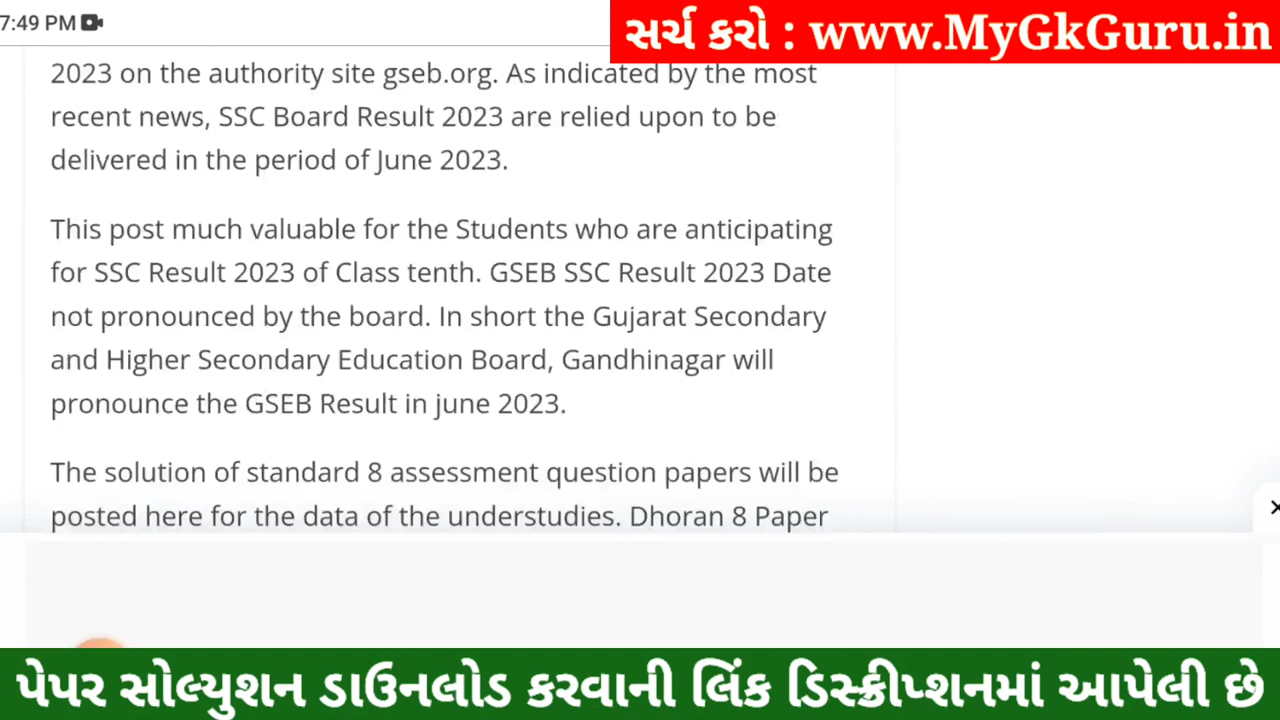 7:49 PM
સર્ચ કરો : www.MyGkGuru.in
2023 on the authority site gseb.org. As indicated by the most
recent news, SSC Board Result 2023 are relied upon to be
delivered in the period of June 2023.
This post much valuable for the Students who are anticipating
for SSC Result 2023 of Class tenth. GSEB SSC Result 2023 Date
not pronounced by the board. In short the Gujarat Secondary
and Higher Secondary Education Board, Gandhinagar will
pronounce the GSEB Result in june 2023.
The solution of standard 8 assessment question papers will be
posted here for the data of the understudies. Dhoran 8 Paper
પેપર સોલ્યુશન ડાઉનલોડ કરવાની લિંક ડિસ્ક્રીપ્શનમાં આપેલી છે